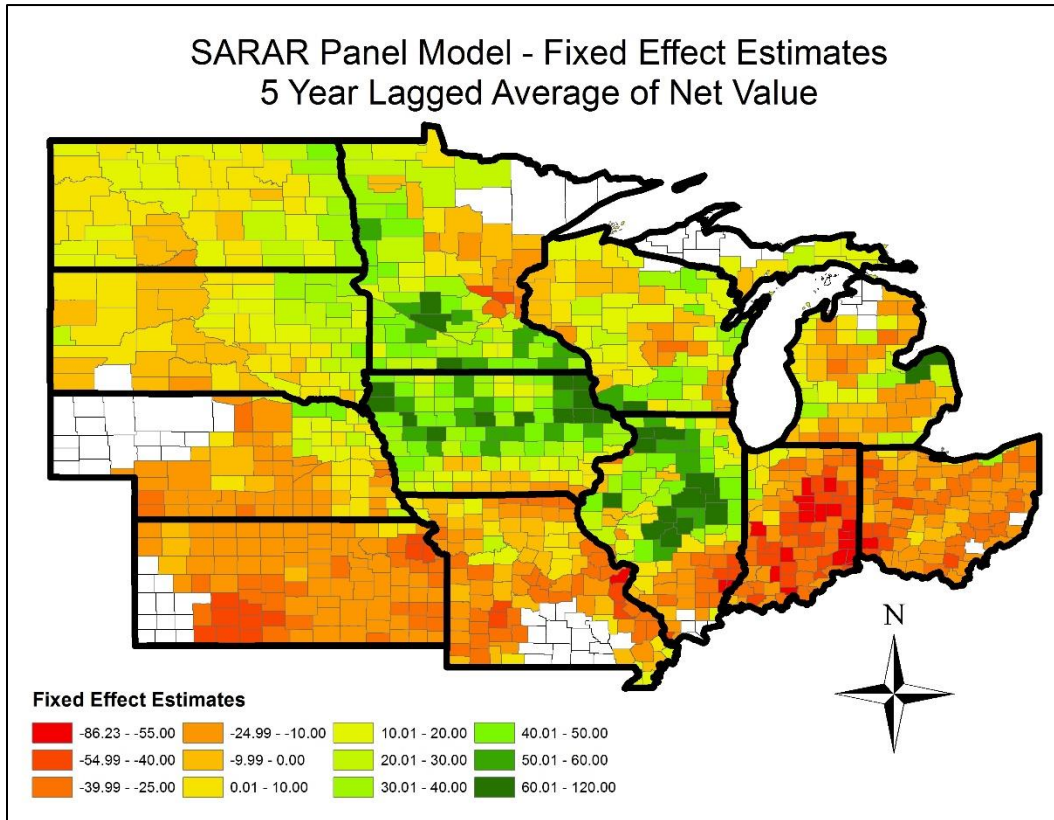 SARAR Panel Model - Fixed Effect Estimates
5 Year Lagged Average of Net Value
N
Fixed Effect Estimates
-86.23 - -55.00
-24.99 - -10.00
10.01 - 20.00
40.01 - 50.00
-54.99 - -40.00
-9.99 - 0.00
20.01 - 30.00
50.01 - 60.00
-39.99 - -25.00
0.01 - 10.00
30.01 - 40.00
60.01 - 120.00